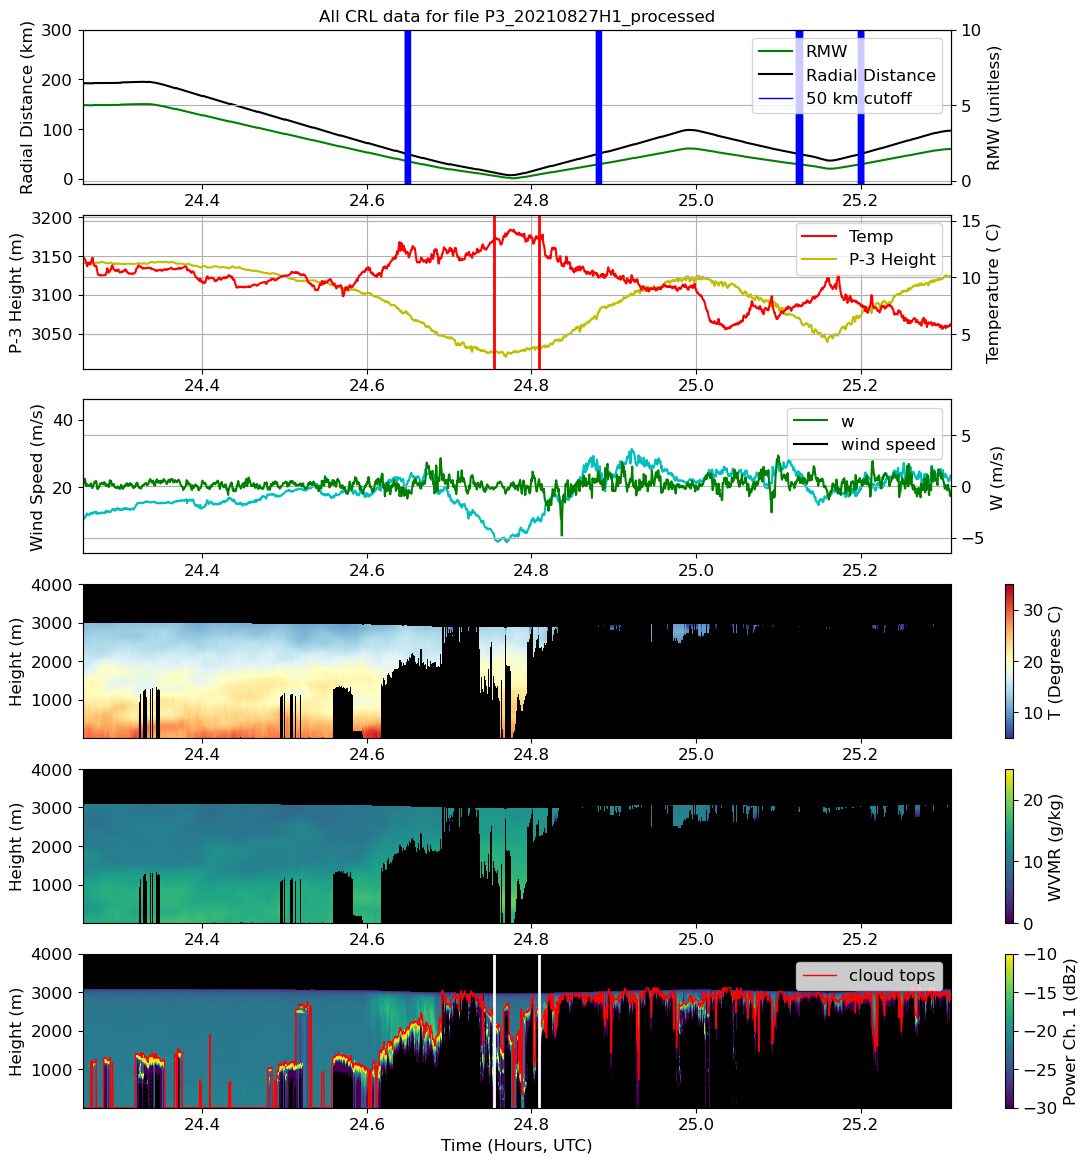 All CRL data for file P3_20210827H1_processed
Radial Distance (km)
300
200
100
0
RMW
Radial Distance
50 km cutoff
10
5
0
RMW (unitless)
24.4 24.6 24.8 25.0 25.2
P-3 Height (m)
3200
3150
3100
3050
Temp
P-3 Height
15
10
5
Temperature ( C)
24.4 24.6 24.8 25.0 25.2
Wind Speed (m/s)
40
20
w
wind speed
5
0
−5
W (m/s)
24.4 24.6 24.8 25.0 25.2
Height (m)
4000
3000
2000
1000
30
20
10
T (Degrees C)
24.4 24.6 24.8 25.0 25.2
Height (m)
4000
3000
2000
1000
20
10
0
WVMR (g/kg)
24.4 24.6 24.8 25.0 25.2
Height (m)
4000
3000
2000
1000
cloud tops
−10
−15
−20
−25
−30
Power Ch. 1 (dBz)
24.4 24.6 24.8 25.0 25.2
Time (Hours, UTC)